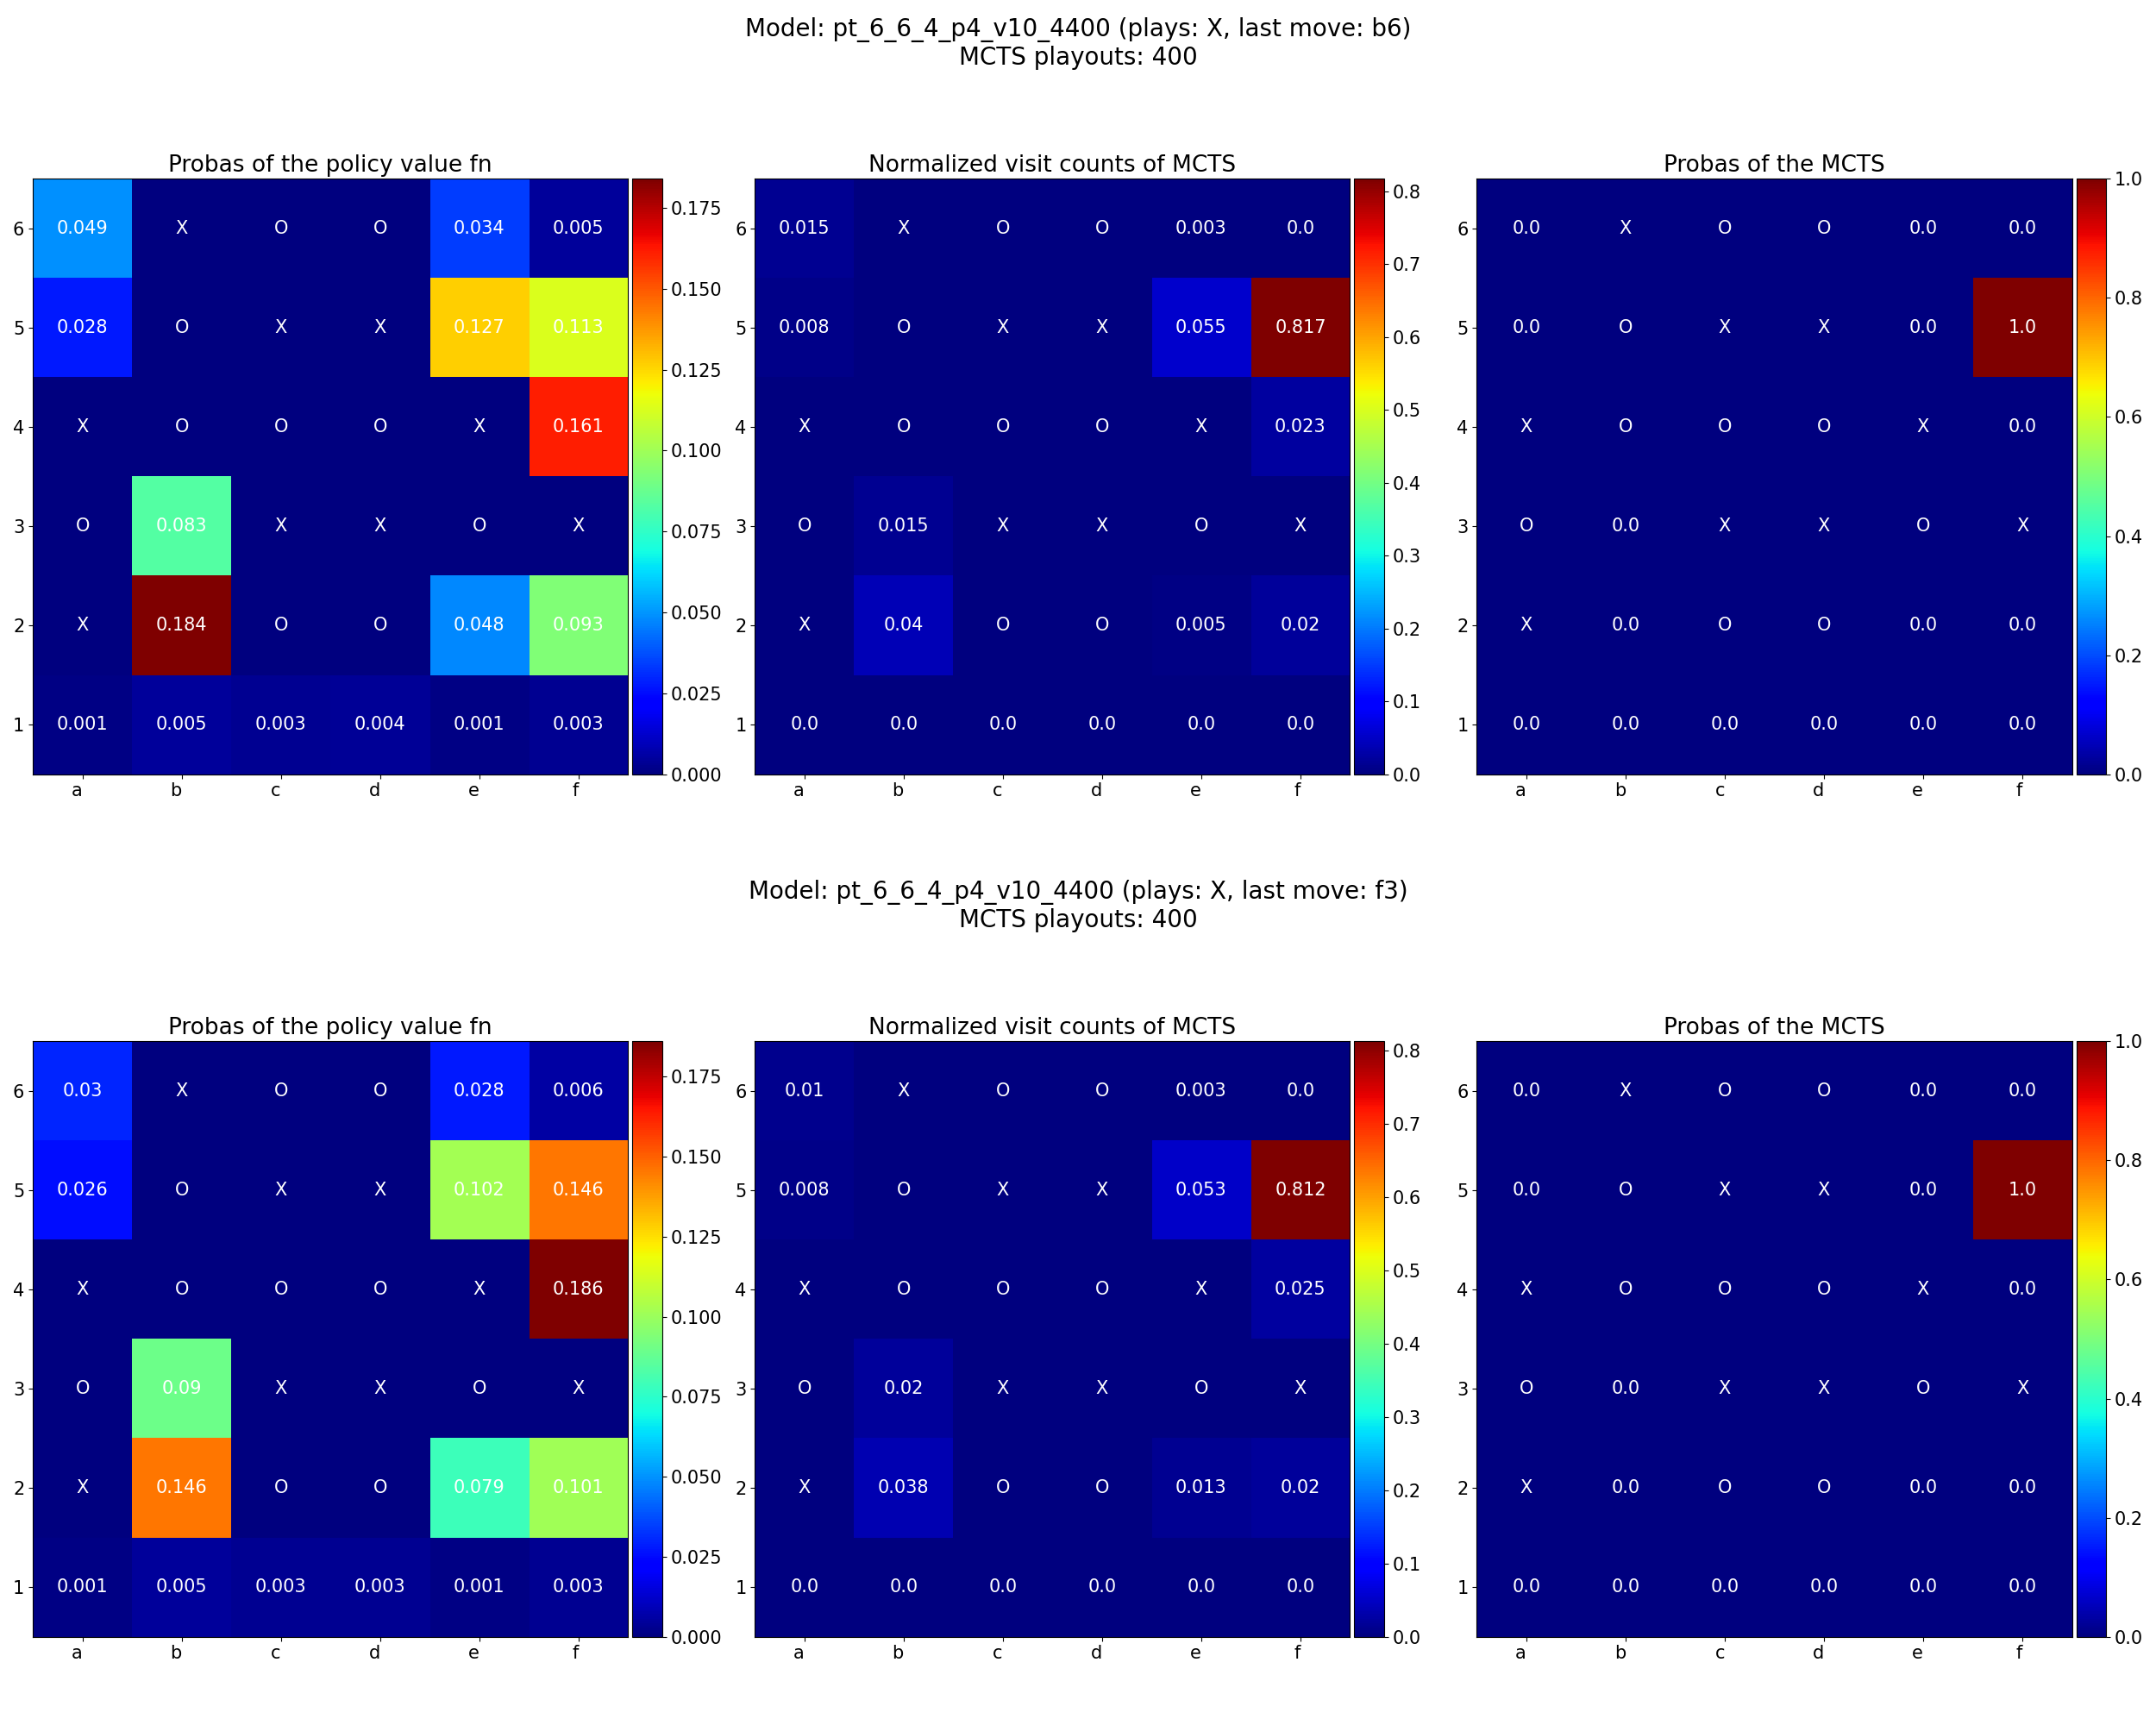 Model: pt_6_6_4_p4_v10_4400 (plays: X, last move: b6)
MCTS playouts: 400
Probas of the policy value fn
Normalized visit counts of MCTS
Probas of the MCTS
6 0.049 X O O 0.034 0.005
5 0.028 O X X 0.127 0.113
4 X O O O X 0.161
3 O 0.083 X X O X
2 X 0.184 O O 0.048 0.093
1 0.001 0.005 0.003 0.004 0.001 0.003
a b c d e f
0.175
0.150
0.125
0.100
0.075
0.050
0.025
0.000
6 0.015 X O O 0.003 0.0
5 0.008 O X X 0.055 0.817
4 X O O O X 0.023
3 O 0.015 X X O X
2 X 0.04 O O 0.005 0.02
1 0.0 0.0 0.0 0.0 0.0 0.0
a b c d e f
0.8
0.7
0.6
0.5
0.4
0.3
0.2
0.1
0.0
6 0.0 X O O 0.0 0.0
5 0.0 O X X 0.0 1.0
4 X O O O X 0.0
3 O 0.0 X X O X
2 X 0.0 O O 0.0 0.0
1 0.0 0.0 0.0 0.0 0.0 0.0
a b c d e f
1.0
0.8
0.6
0.4
0.2
0.0
Model: pt_6_6_4_p4_v10_4400 (plays: X, last move: f3)
MCTS playouts: 400
Probas of the policy value fn
Normalized visit counts of MCTS
Probas of the MCTS
6 0.03 X O O 0.028 0.006
5 0.026 O X X 0.102 0.146
4 X O O O X 0.186
3 O 0.09 X X O X
2 X 0.146 O O 0.079 0.101
1 0.001 0.005 0.003 0.003 0.001 0.003
a b c d e f
0.175
0.150
0.125
0.100
0.075
0.050
0.025
0.000
6 0.01 X O O 0.003 0.0
5 0.008 O X X 0.053 0.812
4 X O O O X 0.025
3 O 0.02 X X O X
2 X 0.038 O O 0.013 0.02
1 0.0 0.0 0.0 0.0 0.0 0.0
a b c d e f
0.8
0.7
0.6
0.5
0.4
0.3
0.2
0.1
0.0
6 0.0 X O O 0.0 0.0
5 0.0 O X X 0.0 1.0
4 X O O O X 0.0
3 O 0.0 X X O X
2 X 0.0 O O 0.0 0.0
1 0.0 0.0 0.0 0.0 0.0 0.0
a b c d e f
1.0
0.8
0.6
0.4
0.2
0.0